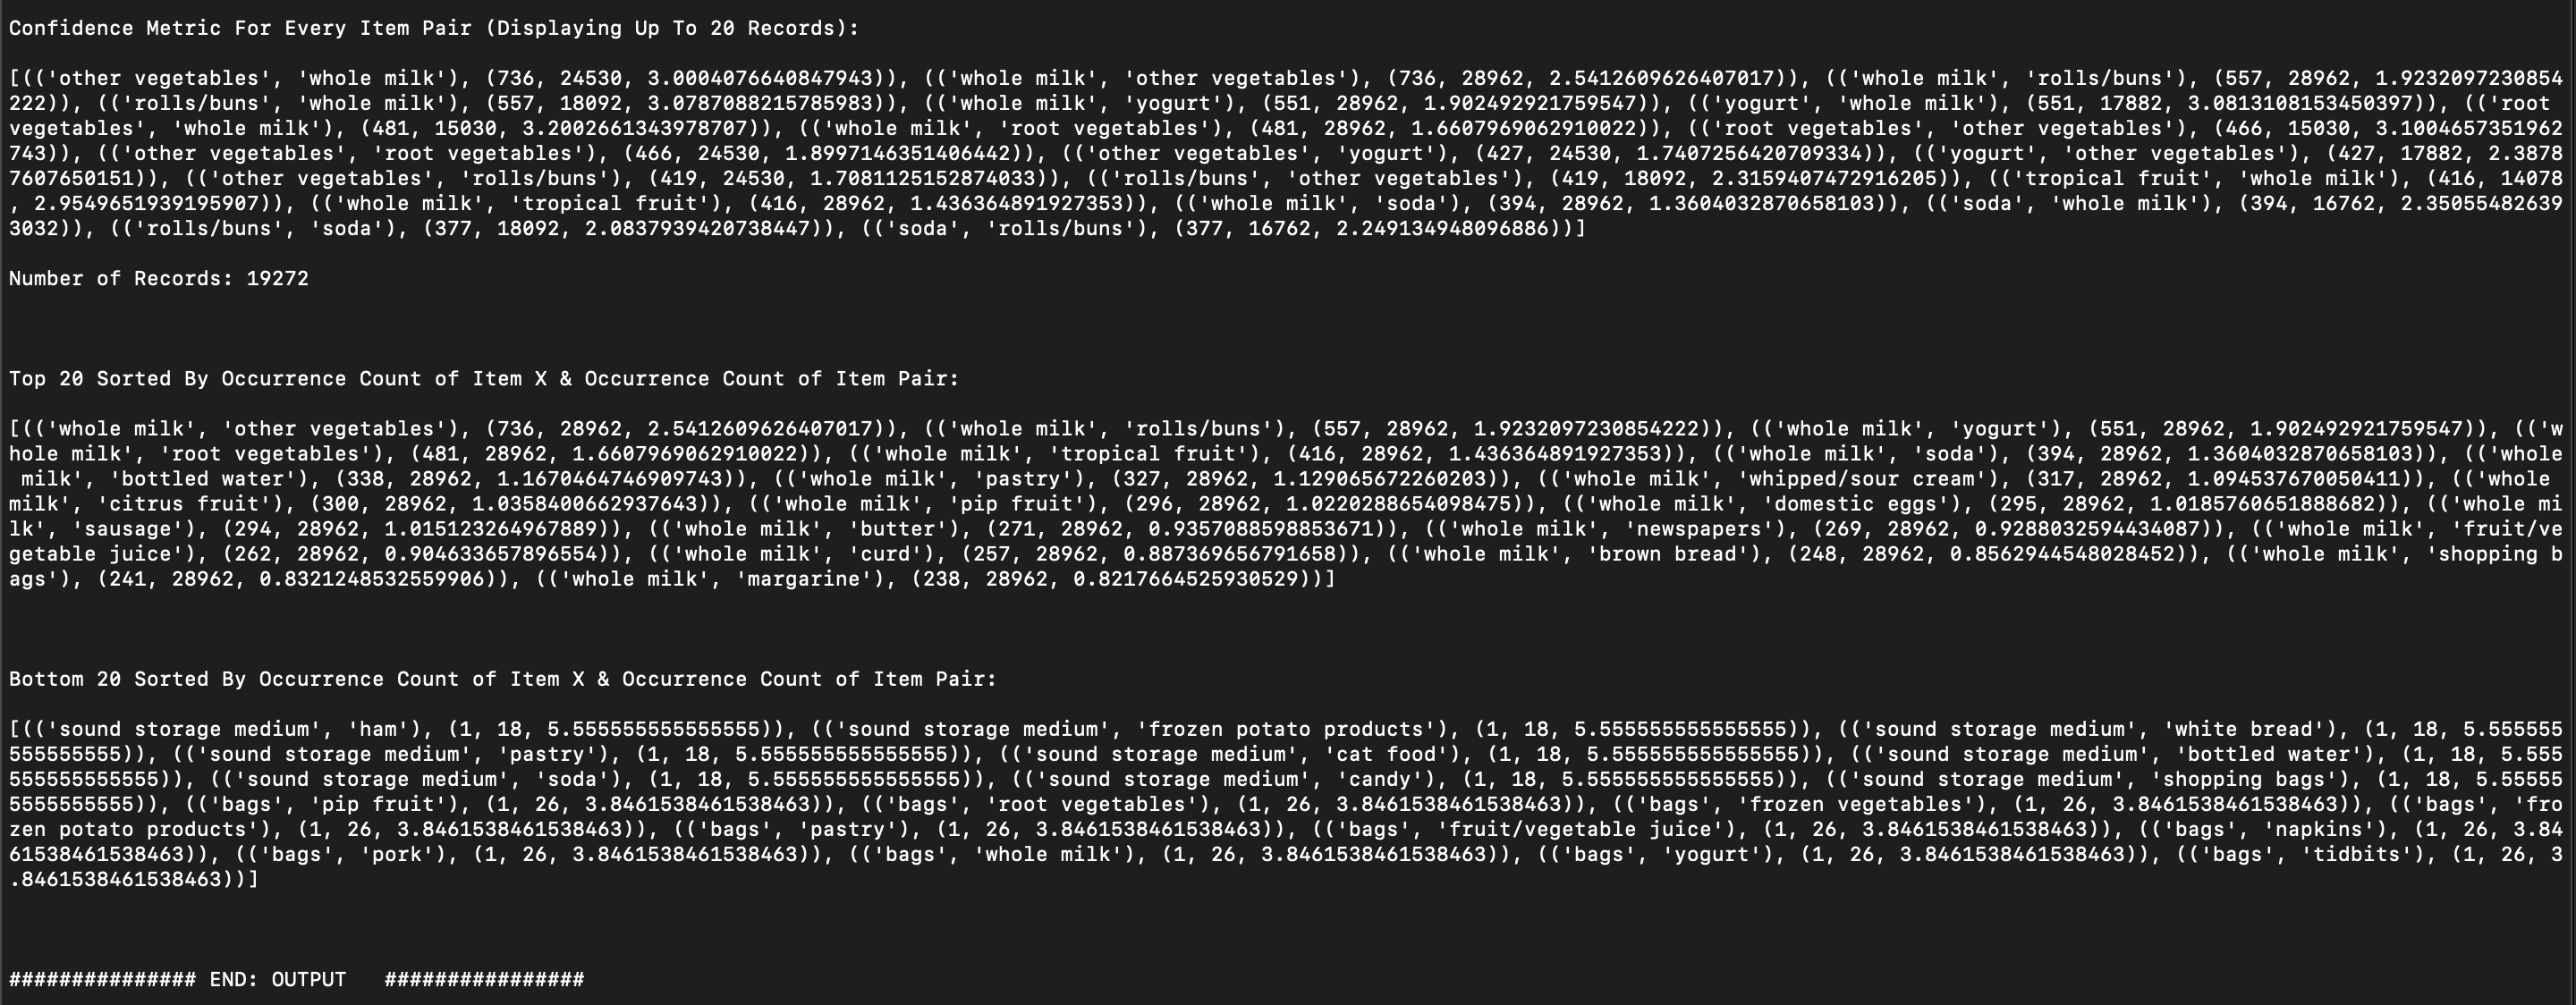 Confidence Metric For Every Item Pair (Displaying Up To 20 Records):
[(('other vegetables', 'whole milk'), (736, 24530, 3.0004076640847943)), (('whole milk', 'other vegetables'), (736, 28962, 2.5412609626407017)), (('whole milk', 'rolls/buns'), (557, 28962, 1.9232097230854
222)), (('rolls/buns', 'whole milk'), (557, 18092, 3.0787088215785983)), (('whole milk', 'yogurt'), (551, 28962, 1.902492921759547)), (('yogurt', 'whole milk'), (551, 17882, 3.0813108153450397)), (('root
vegetables', 'whole milk'), (481, 15030, 3.2002661343978707)), (('whole milk', 'root vegetables'), (481, 28962, 1.6607969062910022)), (('root vegetables', 'other vegetables'), (466, 15030, 3.1004657351962
743)), (('other vegetables', 'root vegetables'), (466, 24530, 1.8997146351406442)), (('other vegetables', 'yogurt'), (427, 24530, 1.7407256420709334)), (('yogurt', 'other vegetables'), (427, 17882, 2.3878
7607650151)), (('other vegetables', 'rolls/buns'), (419, 24530, 1.7081125152874033)), (('rolls/buns', 'other vegetables'), (419, 18092, 2.3159407472916205)), (('tropical fruit', 'whole milk'), (416, 14078
, 2.9549651939195907)), (('whole milk', 'tropical fruit'), (416, 28962, 1.436364891927353)), (('whole milk', 'soda'), (394, 28962, 1.3604032870658103)), (('soda', 'whole milk'), (394, 16762, 2.35055482639
3032)), (('rolls/buns', 'soda'), (377, 18092, 2.0837939420738447)), (('soda', 'rolls/buns'), (377, 16762, 2.249134948096886))]
Number of Records: 19272
Top 20 Sorted By Occurrence Count of Item X & Occurrence Count of Item Pair:
[(('whole milk', 'other vegetables'), (736, 28962, 2.5412609626407017)), (('whole milk', 'rolls/buns'), (557, 28962, 1.9232097230854222)), (('whole milk', 'yogurt'), (551, 28962, 1.902492921759547)), (('w
hole milk', 'root vegetables'), (481, 28962, 1.6607969062910022)), (('whole milk', 'tropical fruit'), (416, 28962, 1.436364891927353)), (('whole milk', 'soda'), (394, 28962, 1.3604032870658103)), (('whole
 milk', 'bottled water'), (338, 28962, 1.1670464746909743)), (('whole milk', 'pastry'), (327, 28962, 1.129065672260203)), (('whole milk', 'whipped/sour cream'), (317, 28962, 1.094537670050411)), (('whole
milk', 'citrus fruit'), (300, 28962, 1.0358400662937643)), (('whole milk', 'pip fruit'), (296, 28962, 1.0220288654098475)), (('whole milk', 'domestic eggs'), (295, 28962, 1.0185760651888682)), (('whole mi
lk', 'sausage'), (294, 28962, 1.015123264967889)), (('whole milk', 'butter'), (271, 28962, 0.9357088598853671)), (('whole milk', 'newspapers'), (269, 28962, 0.9288032594434087)), (('whole milk', 'fruit/ve
getable juice'), (262, 28962, 0.904633657896554)), (('whole milk', 'curd'), (257, 28962, 0.887369656791658)), (('whole milk', 'brown bread'), (248, 28962, 0.8562944548028452)), (('whole milk', 'shopping b
ags'), (241, 28962, 0.8321248532559906)), (('whole milk', 'margarine'), (238, 28962, 0.8217664525930529))]
Bottom 20 Sorted By Occurrence Count of Item X & Occurrence Count of Item Pair:
[(('sound storage medium', 'ham'), (1, 18, 5.555555555555555)), (('sound storage medium', 'frozen potato products'), (1, 18, 5.555555555555555)), (('sound storage medium', 'white bread'), (1, 18, 5.555555
555555555)), (('sound storage medium', 'pastry'), (1, 18, 5.555555555555555)), (('sound storage medium', 'cat food'), (1, 18, 5.555555555555555)), (('sound storage medium', 'bottled water'), (1, 18, 5.555
555555555555)), (('sound storage medium', 'soda'), (1, 18, 5.555555555555555)), (('sound storage medium', 'candy'), (1, 18, 5.555555555555555)), (('sound storage medium', 'shopping bags'), (1, 18, 5.55555
5555555555)), (('bags', 'pip fruit'), (1, 26, 3.8461538461538463)), (('bags', 'root vegetables'), (1, 26, 3.8461538461538463)), (('bags', 'frozen vegetables'), (1, 26, 3.8461538461538463)), (('bags', 'fro
zen potato products'), (1, 26, 3.8461538461538463)), (('bags', 'pastry'), (1, 26, 3.8461538461538463)), (('bags', 'fruit/vegetable juice'), (1, 26, 3.8461538461538463)), (('bags', 'napkins'), (1, 26, 3.84
61538461538463)), (('bags', 'pork'), (1, 26, 3.8461538461538463)), (('bags', 'whole milk'), (1, 26, 3.8461538461538463)), (('bags', 'yogurt'), (1, 26, 3.8461538461538463)), (('bags', 'tidbits'), (1, 26, 3
.8461538461538463))]
############### END: OUTPUT   ################